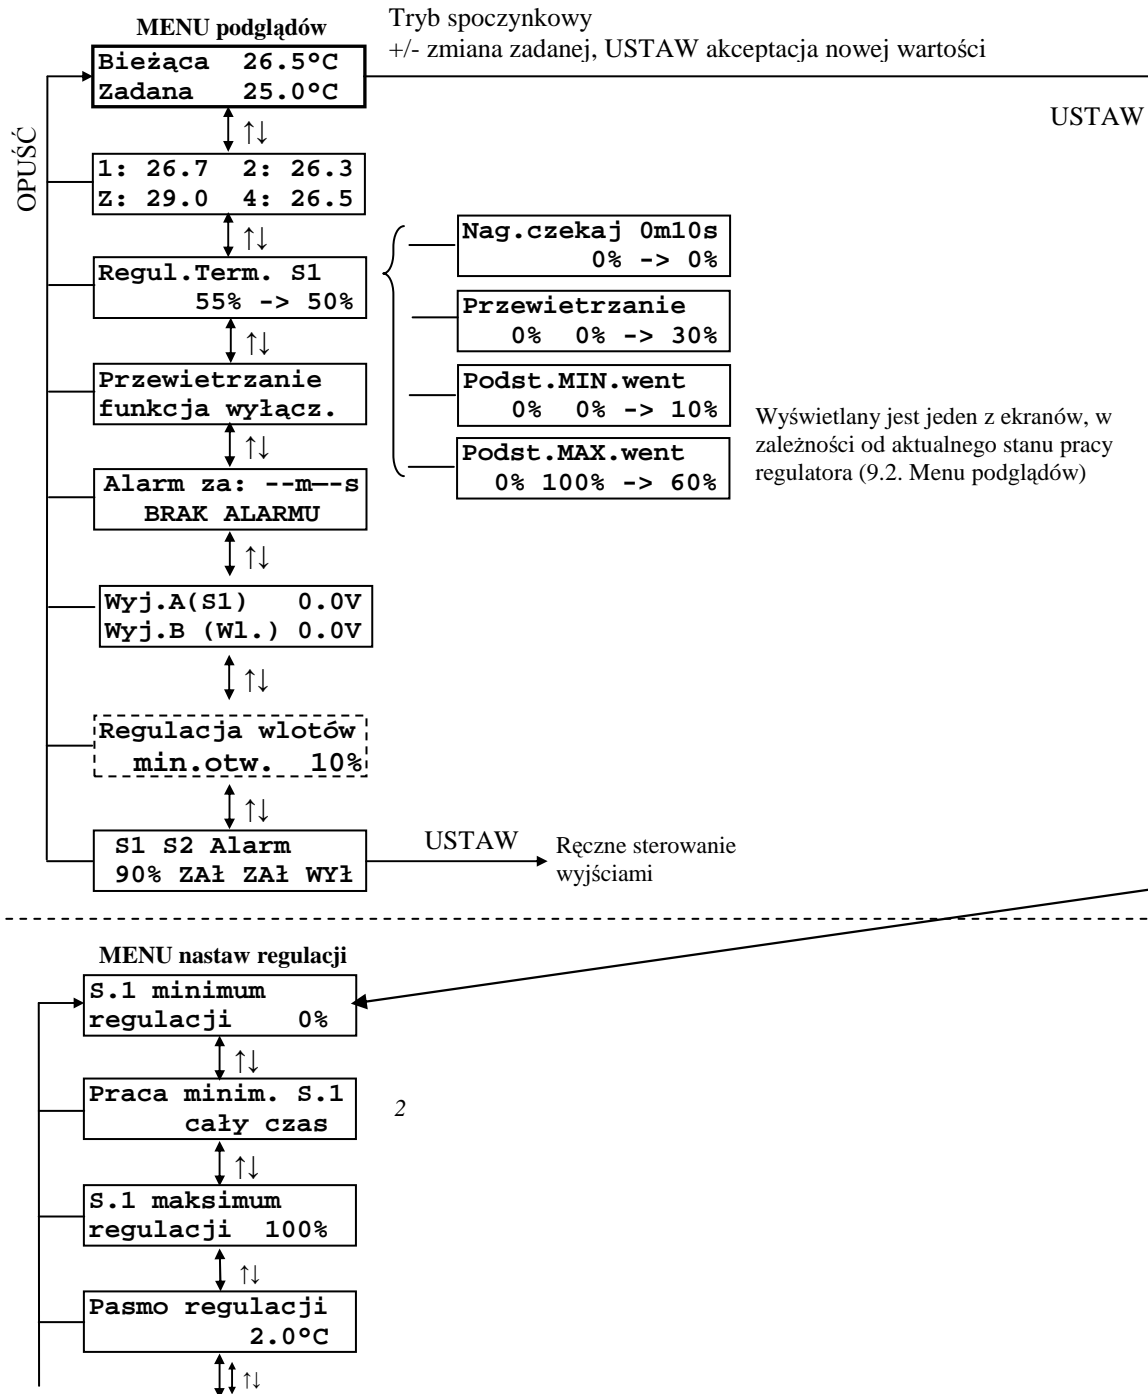 MENU podglądów
Tryb spoczynkowy
+/- zmiana zadanej, USTAW akceptacja nowej wartości
Bieżąca 26.5°C
Zadana 25.0°C
USTAW
OPUŚĆ
↑↓
1: 26.7 2: 26.3
Z: 29.0 4: 26.5
↑↓
Regul.Term. S1
55% -> 50%
Nag.czekaj 0m10s
0% -> 0%
Przewietrzanie
0% 0% -> 30%
Podst.MIN.went
0% 0% -> 10%
Podst.MAX.went
0% 100% -> 60%
Wyświetlany jest jeden z ekranów, w
zależności od aktualnego stanu pracy
regulatora (9.2. Menu podglądów)
↑↓
Przewietrzanie
funkcja wyłącz.
↑↓
Alarm za: --m--s
BRAK ALARMU
↑↓
Wyj.A(S1) 0.0V
Wyj.B (Wl.) 0.0V
↑↓
Regulacja wlotów
min.otw. 10%
↑↓
S1 S2 Alarm
90% ZAł ZAł WYł
USTAW
Ręczne sterowanie
wyjściami
MENU nastaw regulacji
S.1 minimum
regulacji 0%
↑↓
Praca minim. S.1
cały czas
2
↑↓
S.1 maksimum
regulacji 100%
↑↓
Pasmo regulacji
2.0°C
↑↓